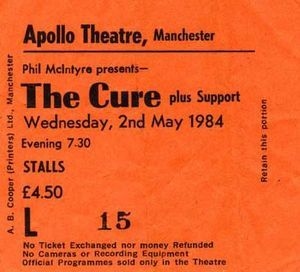 Apollo Theatre, Manchester
Phil McIntyre presents—
The Cure plus Support
Wednesday, 2nd May 1984
Evening 7·30
STALLS
£4.50
L 15
No Ticket Exchanged nor money Refunded
No Cameras or Recording Equipment
Official Programmes sold only in the Theatre
A. B. Cooper (Printers) Ltd., Manchester
Retain this portion